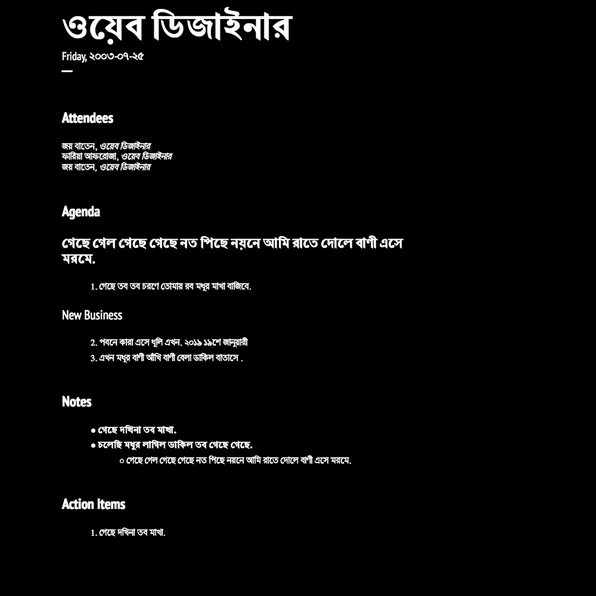 ওয়েব ডিজাইনার
Friday, ২০০৩-০৭-২৫
Attendees
জয় বাতেন, ওয়েব ডিজাইনার
ফারিয়া আফরোজা, ওয়েব ডিজাইনার
জয় বাতেন, ওয়েব ডিজাইনার
Agenda
গেছে গেল গেছে গেছে নত পিছে নয়নে আমি রাতে দোলে বাণী এসে
মরমে.
1. গেছে তব তব চরণে তোমায় রব মধুর মাখা বাজিবে.
New Business
2. পবনে কারা এসে ধূলি এখন. ২০১৯ ১৯শে জানুয়ারী
3. এখন মধুর বাণী আঁখি বাণী বেলা ডাকিল বাতাসে .
Notes
● গেছে দখিনা তব মাখা.
● চলেছি মধুর লাগিল ডাকিল তব গেছে গেছে.
○ গেছে গেল গেছে গেছে নত পিছে নয়নে আমি রাতে দোলে বাণী এসে মরমে.
Action Items
1. গেছে দখিনা তব মাখা.